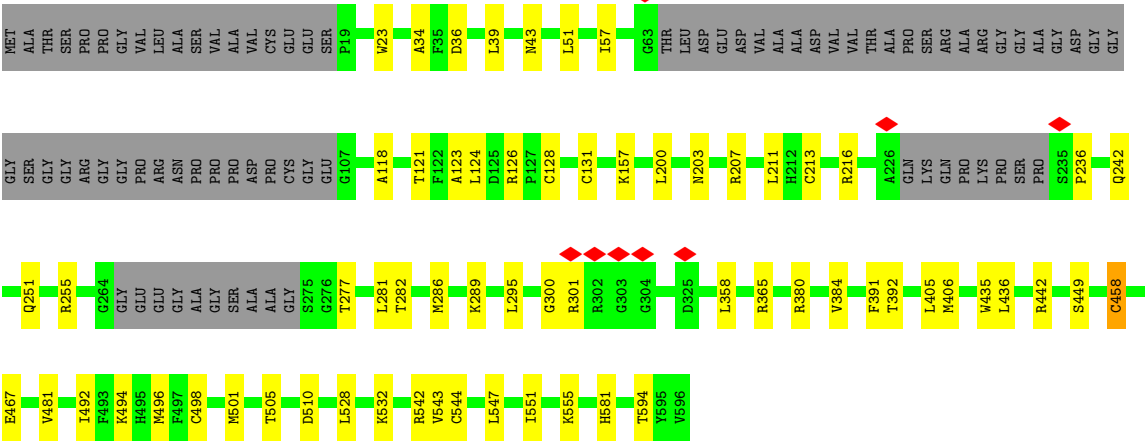 MET ALA THR SER PRO PRO GLY VAL LEU ALA SER VAL ALA VAL CYS GLU GLU SER P19 W23 A34 F35 D36 L39 N43 L51 I57 G63 THR LEU ASP GLU ASP VAL ALA ALA ASP VAL VAL THR ALA PRO SER ARG ALA ARG GLY GLY ALA GLY ASP GLY GLY
GLY SER GLY GLY ARG GLY GLY PRO ARG ASN PRO PRO PRO ASP PRO CYS GLY GLU G107 A118 T121 F122 A123 L124 D125 R126 P127 C128 C131 K157 L200 N203 R207 L211 H212 C213 R216 A226 GLN LYS GLN PRO LYS PRO SER PRO S235 P236 Q242
Q251 R255 G264 GLY GLU GLU GLY ALA GLY SER ALA ALA GLY S275 G276 T277 L281 T282 M286 K289 L295 G300 R301 R302 G303 G304 D325 L358 R365 R380 V384 F391 T392 L405 M406 W435 L436 R442 S449 C458
E467 V481 I492 F493 K494 H495 M496 F497 C498 M501 T505 D510 L528 K532 R542 V543 C544 L547 I551 K555 H581 T594 Y595 V596